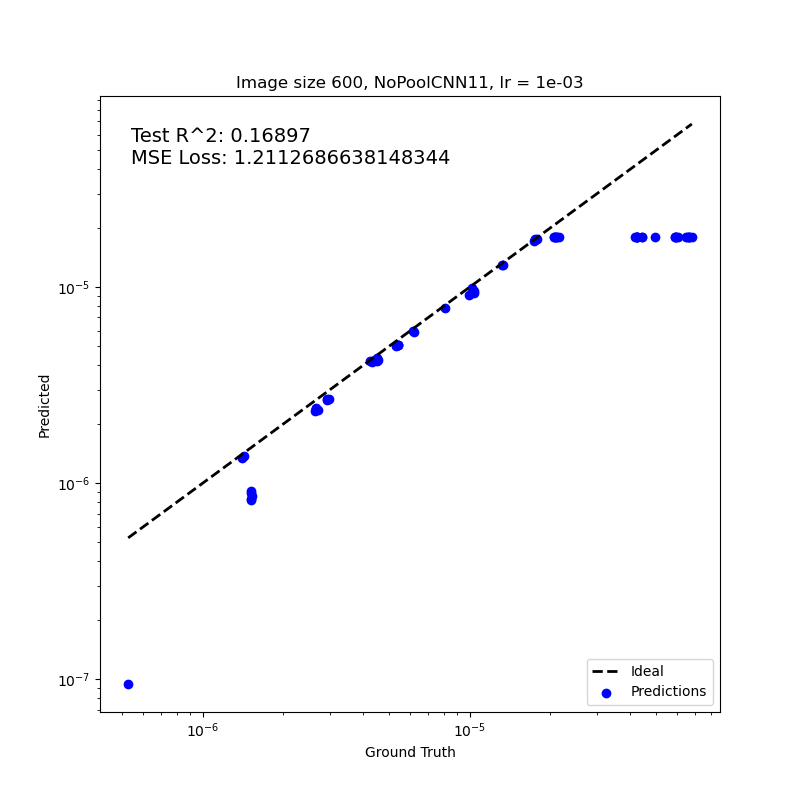 Image size 600, NoPoolCNN11, lr = 1e-03
Test R^2: 0.16897
MSE Loss: 1.2112686638148344
10⁻⁵
10⁻⁶
10⁻⁷
Predicted
Ideal
Predictions
10⁻⁶
10⁻⁵
Ground Truth